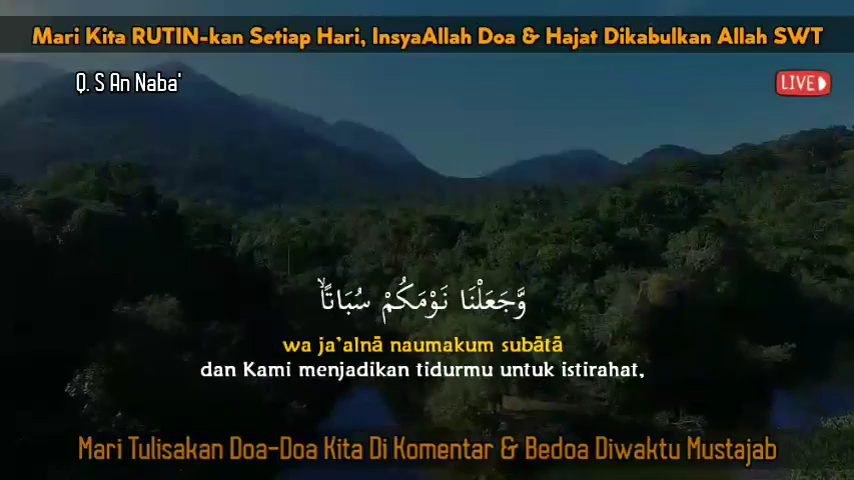 Mari Kita RUTIN-kan Setiap Hari, InsyaAllah Doa & Hajat Dikabulkan Allah SWT
Q. S An Naba'
LIVE
وَّجَعَلْنَا نَوْمَكُمْ سُبَاتًاۙ
wa ja'alnā naumakum subātā
dan Kami menjadikan tidurmu untuk istirahat,
Mari Tulisakan Doa-Doa Kita Di Komentar & Bedoa Diwaktu Mustajab